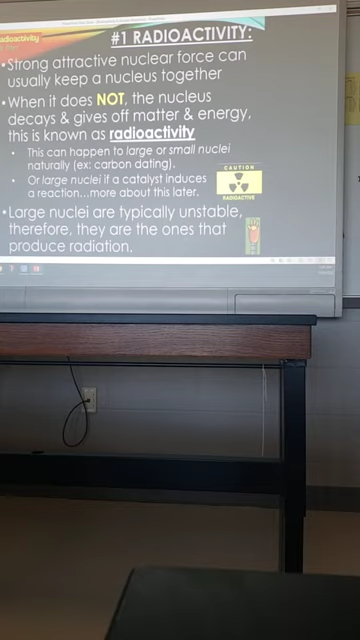 Radioactivity
#1 RADIOACTIVITY:
•Strong attractive nuclear force can
usually keep a nucleus together
•When it does NOT, the nucleus
decays & gives off matter & energy,
this is known as radioactivity
• This can happen to large or small nuclei
naturally (ex: carbon dating).
• Or large nuclei if a catalyst induces
a reaction...more about this later.
CAUTION
RADIOACTIVE
•Large nuclei are typically unstable,
therefore, they are the ones that
produce radiation.